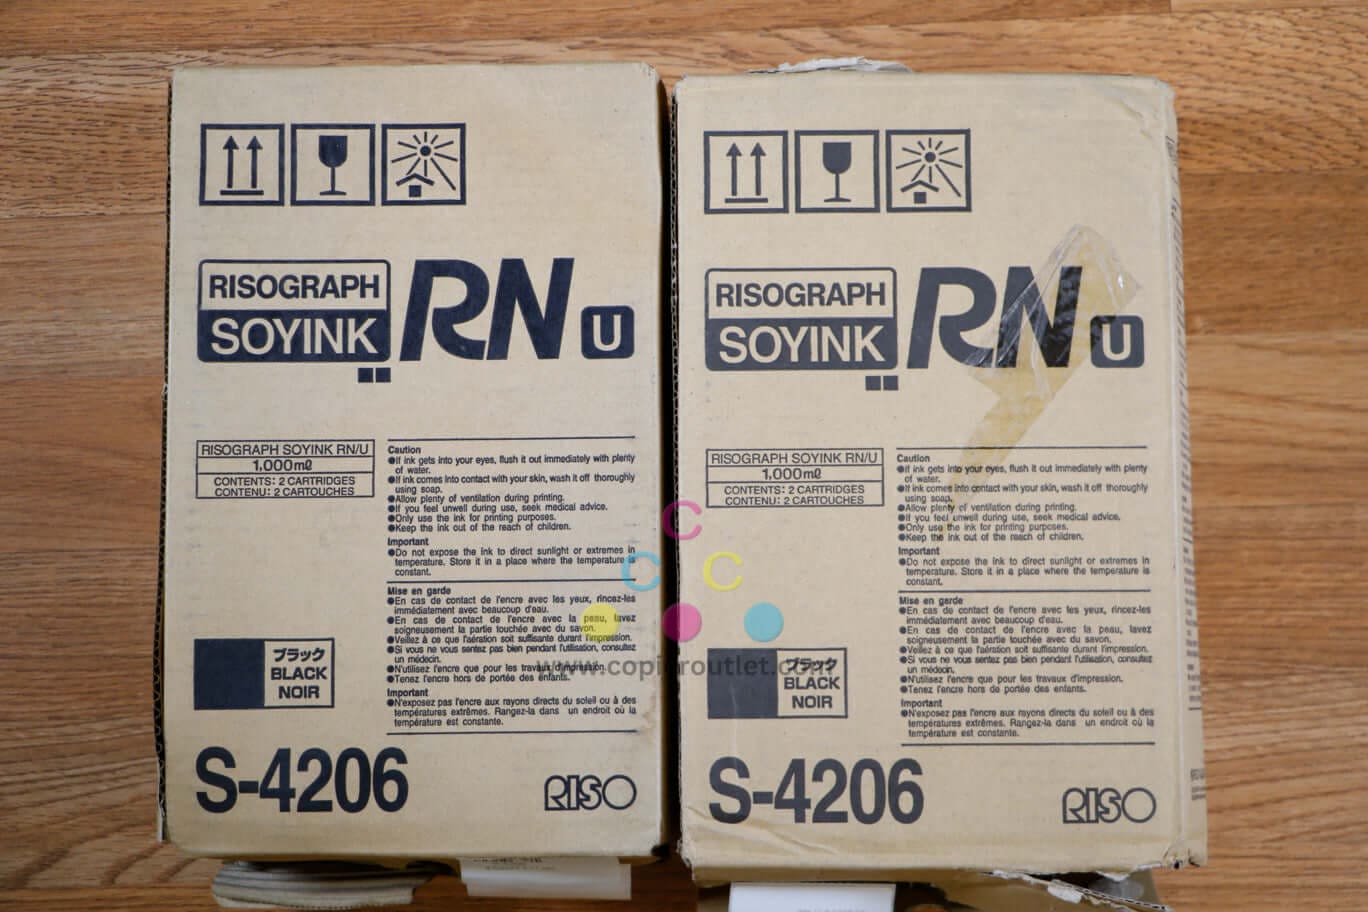 RISOGRAPH
SOYINK
RN U
RISOGRAPH SOYINK RN/U
1,000mℓ
CONTENTS: 2 CARTRIDGES
CONTENU: 2 CARTOUCHES
Caution
●If ink gets into your eyes, flush it out immediately with plenty
of water.
●If ink comes into contact with your skin, wash it off thoroughly
using soap.
●Allow plenty of ventilation during printing.
●If you feel unwell during use, seek medical advice.
●Only use the ink for printing purposes.
●Keep the ink out of the reach of children.
Important
●Do not expose the ink to direct sunlight or extremes in
temperature. Store it in a place where the temperature is
constant.
Mise en garde
●En cas de contact de l'encre avec les yeux, rincez-les
immédiatement avec beaucoup d'eau.
●En cas de contact de l'encre avec la peau, lavez
soigneusement la partie touchée avec du savon.
●Veillez à ce que l'aération soit suffisante durant l'impression.
●Si vous ne vous sentez pas bien pendant l'utilisation, consultez
un médecin.
●N'utilisez l'encre que pour les travaux d'impression.
●Tenez l'encre hors de portée des enfants.
Important
●N'exposez pas l'encre aux rayons directs du soleil ou à des
températures extrêmes. Rangez-la dans un endroit où la
température est constante.
ブラック
BLACK
NOIR
S-4206
RISO
RISOGRAPH
SOYINK
RN U
RISOGRAPH SOYINK RN/U
1,000mℓ
CONTENTS: 2 CARTRIDGES
CONTENU: 2 CARTOUCHES
Caution
●If ink gets into your eyes, flush it out immediately with plenty
of water.
●If ink comes into contact with your skin, wash it off thoroughly
using soap.
●Allow plenty of ventilation during printing.
●If you feel unwell during use, seek medical advice.
●Only use the ink for printing purposes.
●Keep the ink out of the reach of children.
Important
●Do not expose the ink to direct sunlight or extremes in
temperature. Store it in a place where the temperature is
constant.
Mise en garde
●En cas de contact de l'encre avec les yeux, rincez-les
immédiatement avec beaucoup d'eau.
●En cas de contact de l'encre avec la peau, lavez
soigneusement la partie touchée avec du savon.
●Veillez à ce que l'aération soit suffisante durant l'impression.
●Si vous ne vous sentez pas bien pendant l'utilisation, consultez
un médecin.
●N'utilisez l'encre que pour les travaux d'impression.
●Tenez l'encre hors de portée des enfants.
Important
●N'exposez pas l'encre aux rayons directs du soleil ou à des
températures extrêmes. Rangez-la dans un endroit où la
température est constante.
ブラック
BLACK
NOIR
S-4206
RISO
C
C C
www.copieroutlet.com